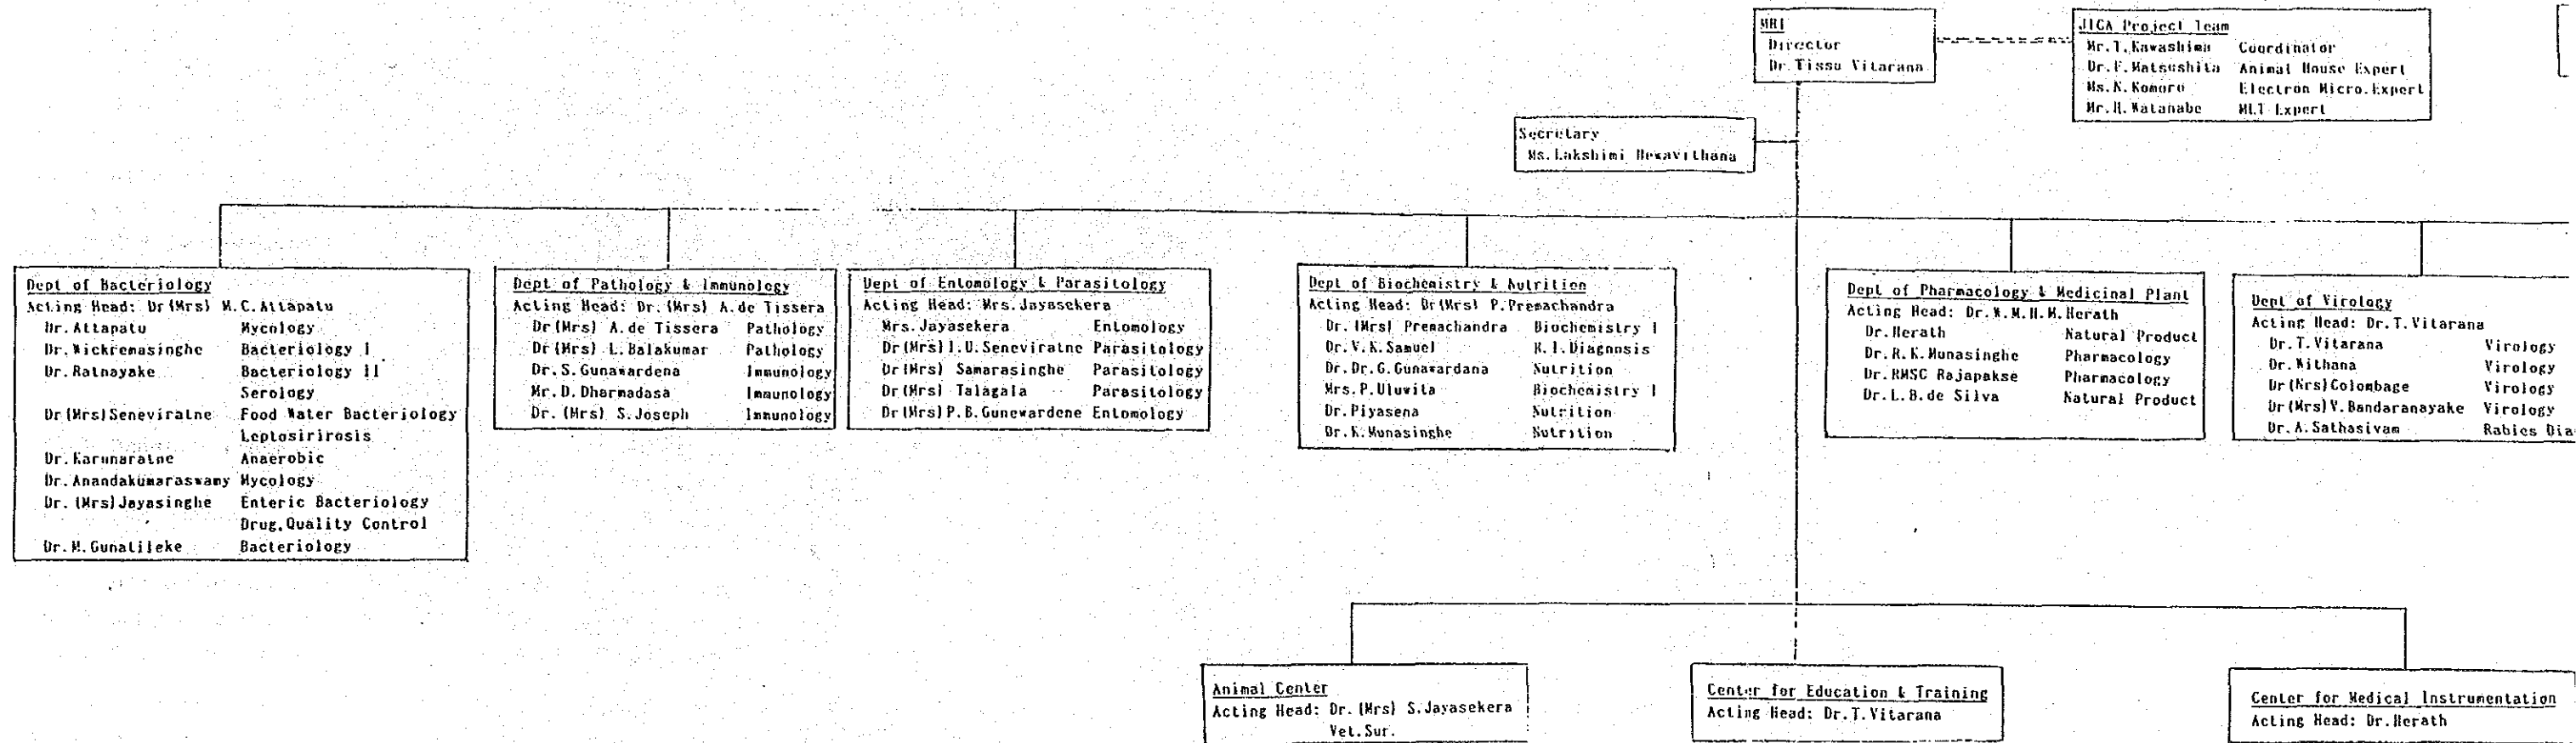 MRI
Director
Dr.Tissu Vitarana
JICA Project Team
Mr.T.Kawashima Coordinator
Dr.F.Matsushita Animal House Expert
Ms.N.Komoro Electron Micro.Expert
Mr.H.Watanabe MLT Expert
Secretary
Ms.Lakshimi Hewavithana
Dept of Bacteriology
Acting Head: Dr(Mrs) M.C.Attapatu
Dr.Attapatu Mycology
Dr.Wickremasinghe Bacteriology I
Dr.Ratnayake Bacteriology II
Serology
Dr(Mrs)Seneviratne Food Water Bacteriology
Leptosirirosis
Dr.Karunaratne Anaerobic
Dr.Anandakumaraswamy Mycology
Dr.(Mrs)Jayasinghe Enteric Bacteriology
Drug.Quality Control
Dr.M.Gunatileke Bacteriology
Dept of Pathology & Immunology
Acting Head: Dr.(Mrs) A.de Tissera
Dr(Mrs) A.de Tissera Pathology
Dr(Mrs) L.Balakumar Pathology
Dr.S.Gunawardena Immunology
Mr.D.Dharmadasa Immunology
Dr.(Mrs) S.Joseph Immunology
Dept of Entomology & Parasitology
Acting Head: Mrs.Jayasekera
Mrs.Jayasekera Entomology
Dr(Mrs)I.U.Seneviratne Parasitology
Dr(Mrs) Samarasinghe Parasitology
Dr(Mrs) Talagala Parasitology
Dr(Mrs)P.B.Gunewardene Entomology
Dept of Biochemistry & Nutrition
Acting Head: Dr(Mrs) P.Premachandra
Dr.(Mrs) Premachandra Biochemistry I
Dr.V.K.Samuel R.I.Diagnosis
Dr.Dr.G.Gunawardana Nutrition
Mrs.P.Uluwita Biochemistry I
Dr.Piyasena Nutrition
Dr.K.Munasinghe Nutrition
Dept of Pharmacology & Medicinal Plant
Acting Head: Dr.W.M.H.M.Herath
Dr.Herath Natural Product
Dr.R.K.Munasinghe Pharmacology
Dr.RMSC Rajapakse Pharmacology
Dr.L.B.de Silva Natural Product
Dept of Virology
Acting Head: Dr.T.Vitarana
Dr.T.Vitarana Virology
Dr.Withana Virology
Dr(Mrs)Colombage Virology
Dr(Mrs)V.Bandaranayake Virology
Dr.A.Sathasivam Rabies Dia
Animal Center
Acting Head: Dr.(Mrs) S.Jayasekera
Vet.Sur.
Center for Education & Training
Acting Head: Dr.T.Vitarana
Center for Medical Instrumentation
Acting Head: Dr.Herath